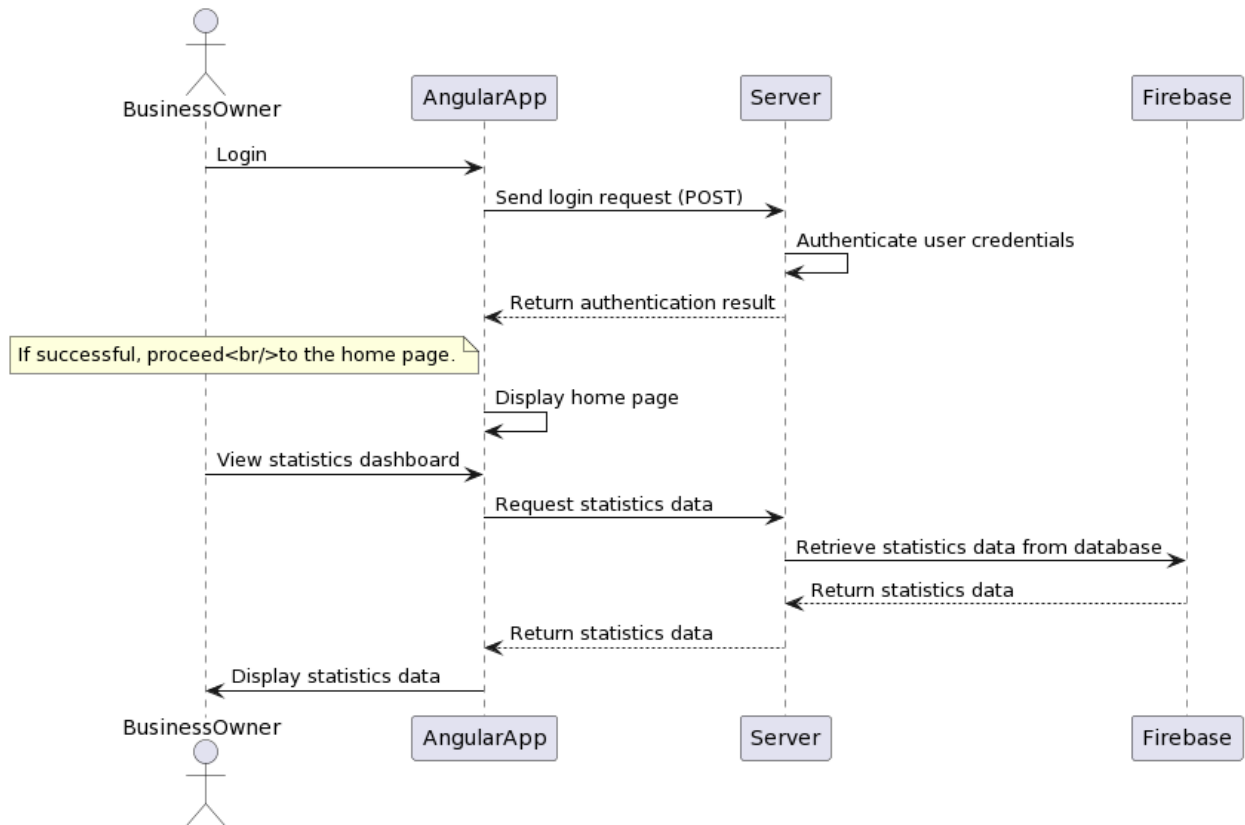 BusinessOwner
AngularApp
Server
Firebase
Login
Send login request (POST)
Authenticate user credentials
Return authentication result
If successful, proceed<br/>to the home page.
Display home page
View statistics dashboard
Request statistics data
Retrieve statistics data from database
Return statistics data
Return statistics data
Display statistics data
BusinessOwner
AngularApp
Server
Firebase